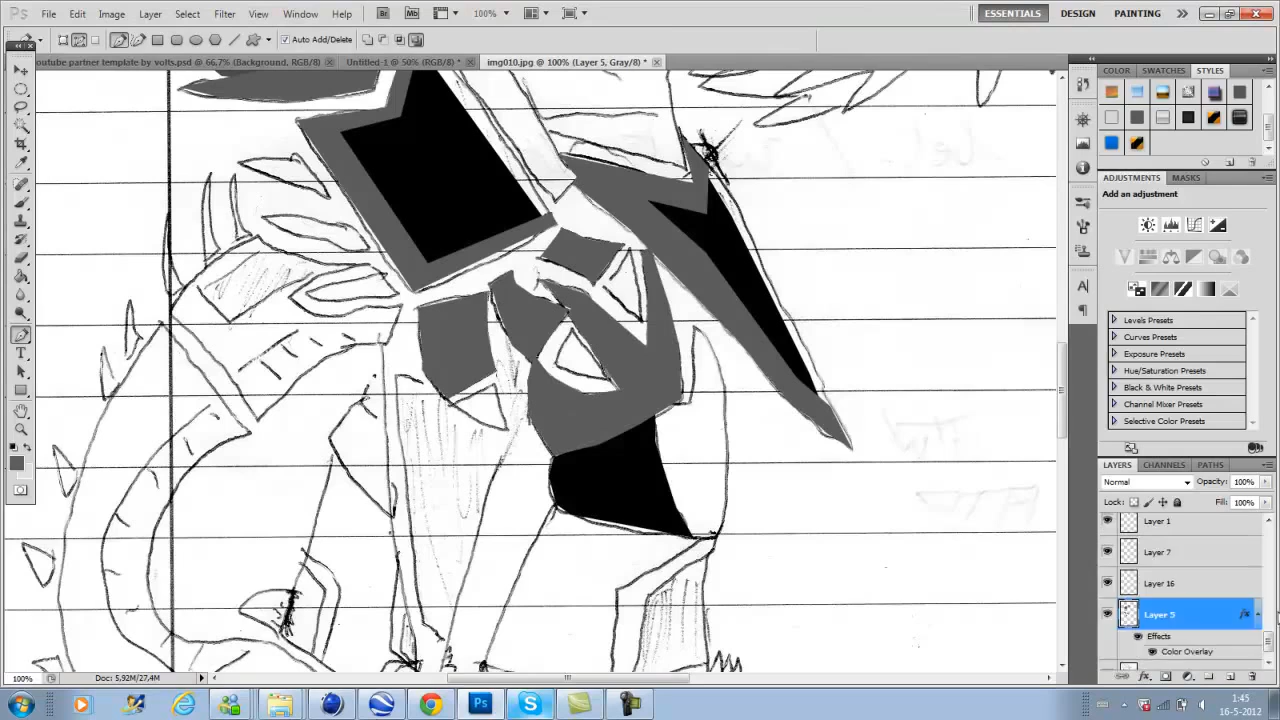 Ps File Edit Image Layer Select Filter View Window Help Br Mb 100% ESSENTIALS DESIGN PAINTING
Auto Add/Delete
outube partner template by volts.psd @ 66,7% (Background, RGB/8) Untitled-1 @ 50% (RGB/8) * img010.jpg @ 100% (Layer 5, Gray/8) *
COLOR SWATCHES STYLES
ADJUSTMENTS MASKS
Add an adjustment
Levels Presets
Curves Presets
Exposure Presets
Hue/Saturation Presets
Black & White Presets
Channel Mixer Presets
Selective Color Presets
LAYERS CHANNELS PATHS
Normal Opacity: 100%
Lock: Fill: 100%
Layer 1
Layer 7
Layer 16
Layer 5 fx
Effects
Color Overlay
100% Doc: 5,92M/27,4M
1:45
16-5-2012